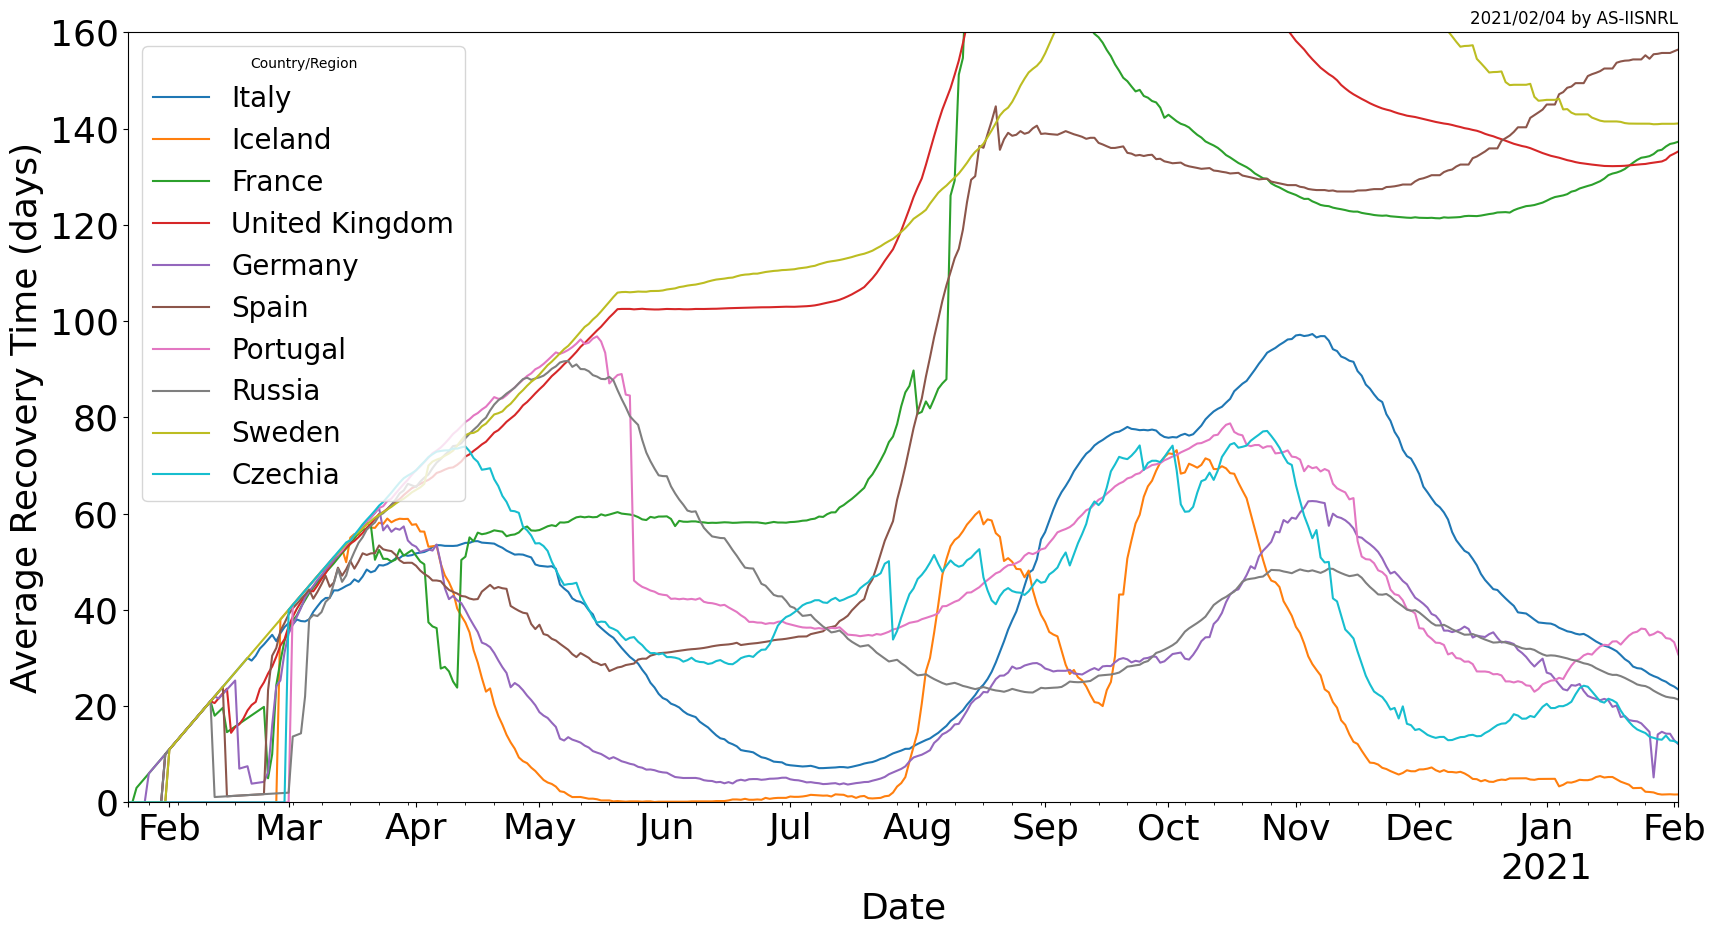 2021/02/04 by AS-IISNRL
160
140
120
100
80
60
40
20
0
Average Recovery Time (days)
Country/Region
Italy
Iceland
France
United Kingdom
Germany
Spain
Portugal
Russia
Sweden
Czechia
Feb Mar Apr May Jun Jul Aug Sep Oct Nov Dec Jan Feb
2021
Date